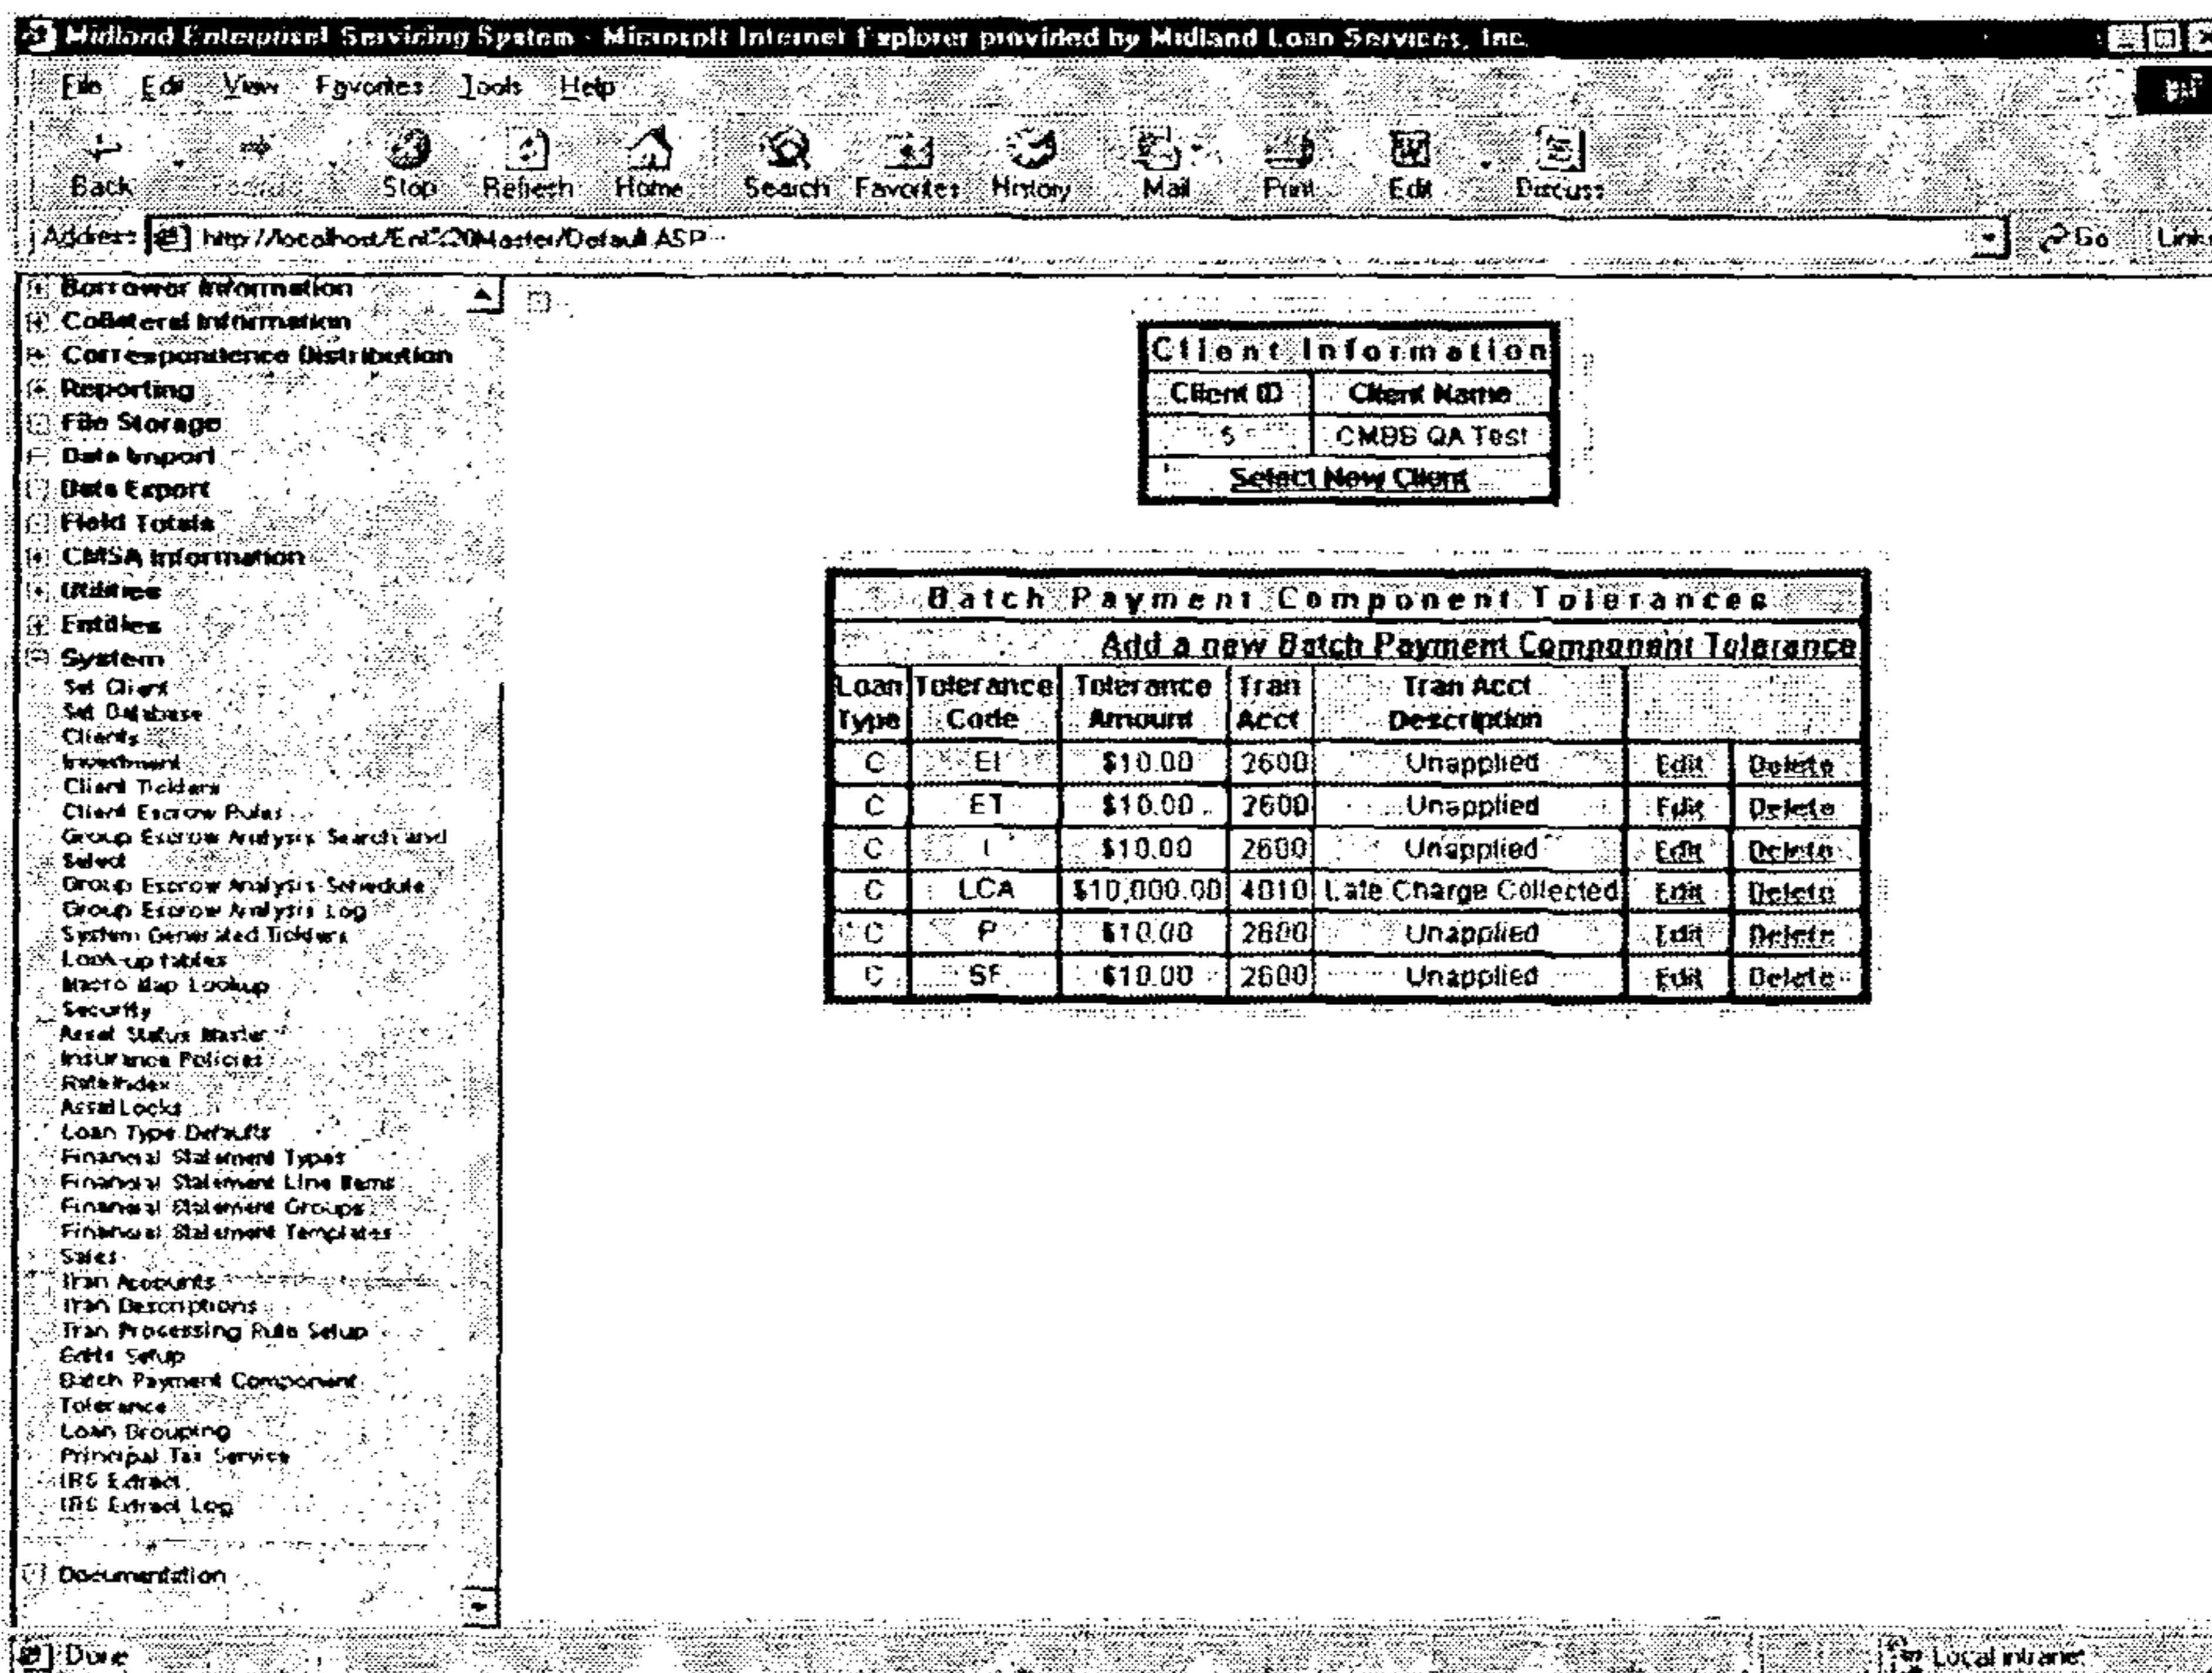 Midland Enterprise! Servicing System - Microsoft Internet Explorer provided by Midland Loan Services, Inc.
File Edit View Favorites Tools Help
Back Stop Refresh Home Search Favorites History Mail Print Edit Discuss
Address http://localhost/Ent%20Master/Default.ASP Go Links
Borrower Information
Collateral Information
Correspondence Distribution
Reporting
File Storage
Data Import
Data Export
Field Totals
CMSA Information
Utilities
Entities
System
Set Client
Set Database
Clients
Investment
Client Ticklers
Client Escrow Rules
Group Escrow Analysis Search and
Select
Group Escrow Analysis Schedule
Group Escrow Analysis Log
System Generated Ticklers
Look-up tables
Macro Map Lookup
Security
Asset Status Master
Insurance Policies
Rate Index
Asset Locks
Loan Type Defaults
Financial Statement Types
Financial Statement Line Items
Financial Statement Groups
Financial Statement Templates
Sales
Tran Accounts
Tran Descriptions
Tran Processing Rule Setup
Edits Setup
Batch Payment Component
Tolerance
Loan Grouping
Principal Tax Service
IRS Extract
IRS Extract Log
Documentation
Client Information
Client ID Client Name
5 CMBS QA Test
Select New Client
Batch Payment Component Tolerances
Add a new Batch Payment Component Tolerance
Loan Type Tolerance Code Tolerance Amount Tran Acct Tran Acct Description
C EI $10.00 2600 Unapplied Edit Delete
C ET $10.00 2600 Unapplied Edit Delete
C I $10.00 2600 Unapplied Edit Delete
C LCA $10,000.00 4010 Late Charge Collected Edit Delete
C P $10.00 2600 Unapplied Edit Delete
C SF $10.00 2600 Unapplied Edit Delete
Done Local intranet